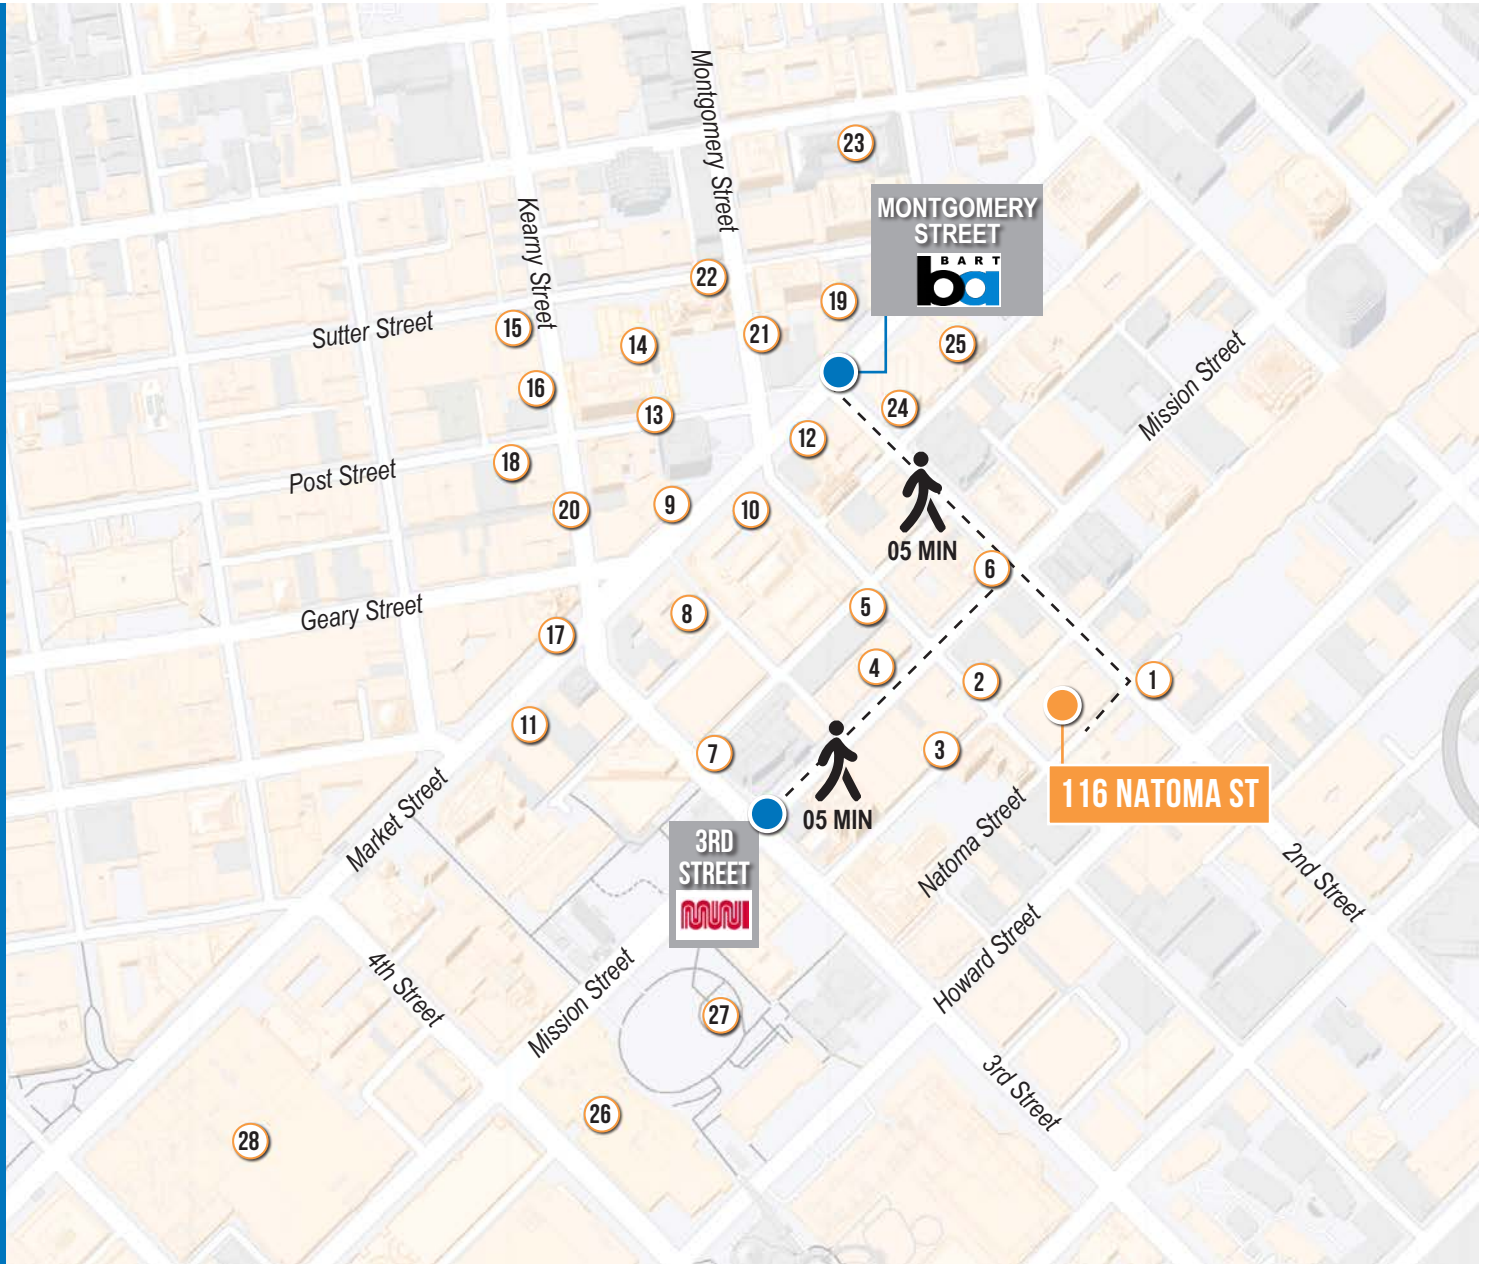 Montgomery Street
23
MONTGOMERY
STREET
BART
ba
Kearny Street
22
19
Sutter Street
15
14
21
25
Mission Street
16
13
24
12
18
Post Street
20
9
10
05 MIN
6
5
8
Geary Street
17
4
2
1
11
7
3
116 NATOMA ST
05 MIN
Market Street
3RD
STREET
MUNI
Natoma Street
2nd Street
Howard Street
4th Street
Mission Street
27
3rd Street
26
28